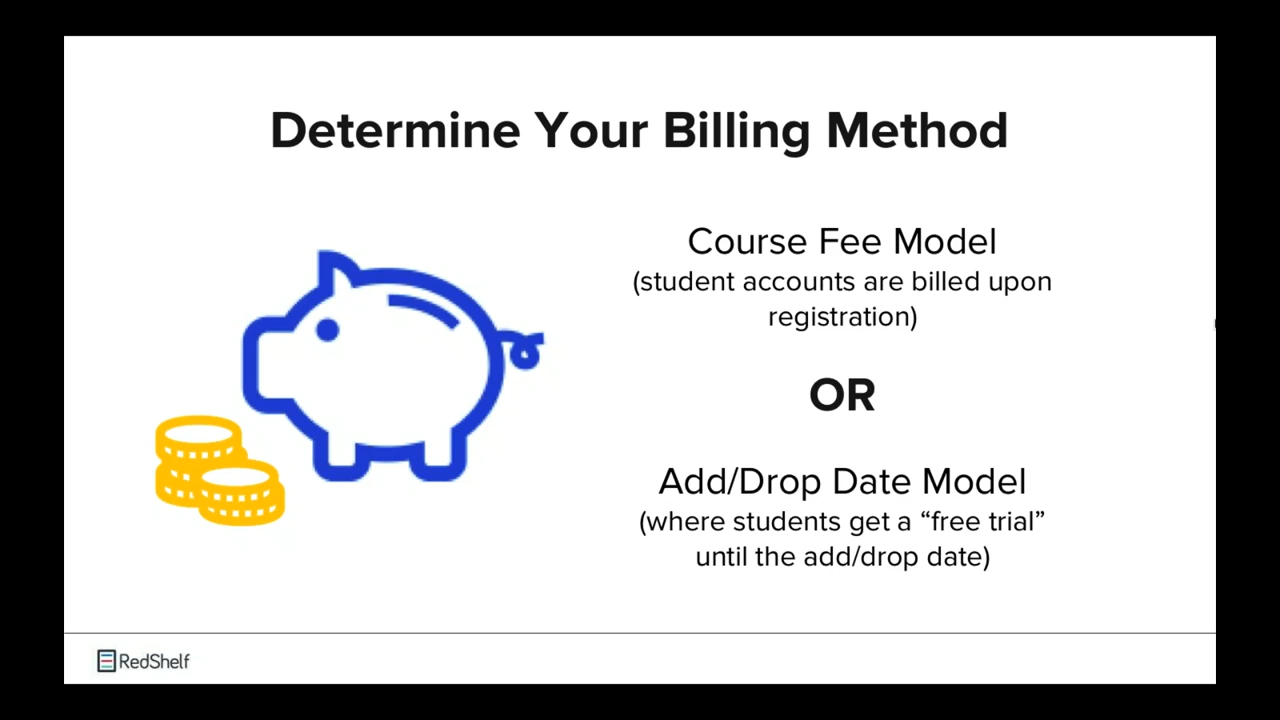 Determine Your Billing Method
Course Fee Model
(student accounts are billed upon
registration)
OR
Add/Drop Date Model
(where students get a “free trial”
until the add/drop date)
RedShelf